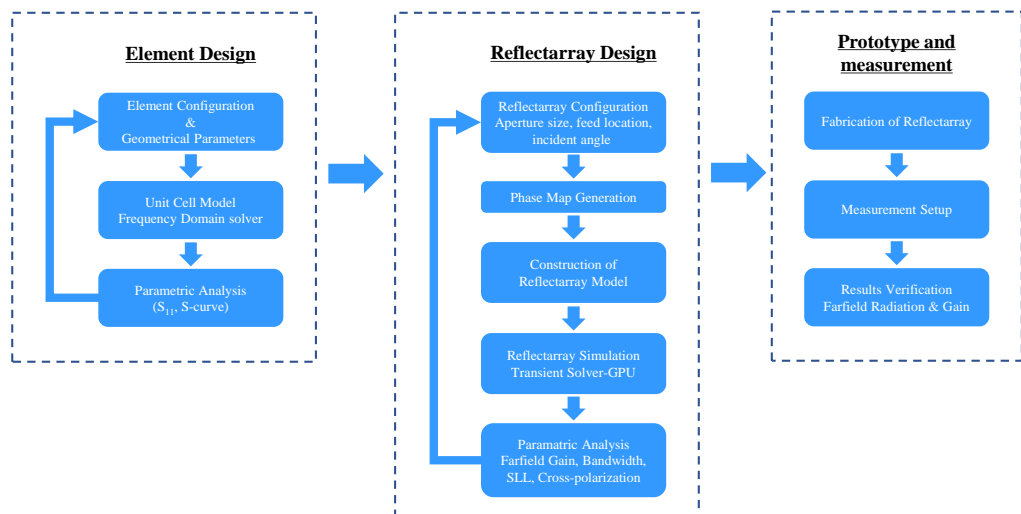 Element Design
Element Configuration
&
Geometrical Parameters
Unit Cell Model
Frequency Domain solver
Parametric Analysis
(S₁₁, S-curve)
Reflectarray Design
Reflectarray Configuration
Aperture size, feed location,
incident angle
Phase Map Generation
Construction of
Reflectarray Model
Reflectarray Simulation
Transient Solver-GPU
Paramatric Analysis
Farfield Gain, Bandwidth,
SLL, Cross-polarization
Prototype and
measurement
Fabrication of Reflectarray
Measurement Setup
Results Verification
Farfield Radiation & Gain